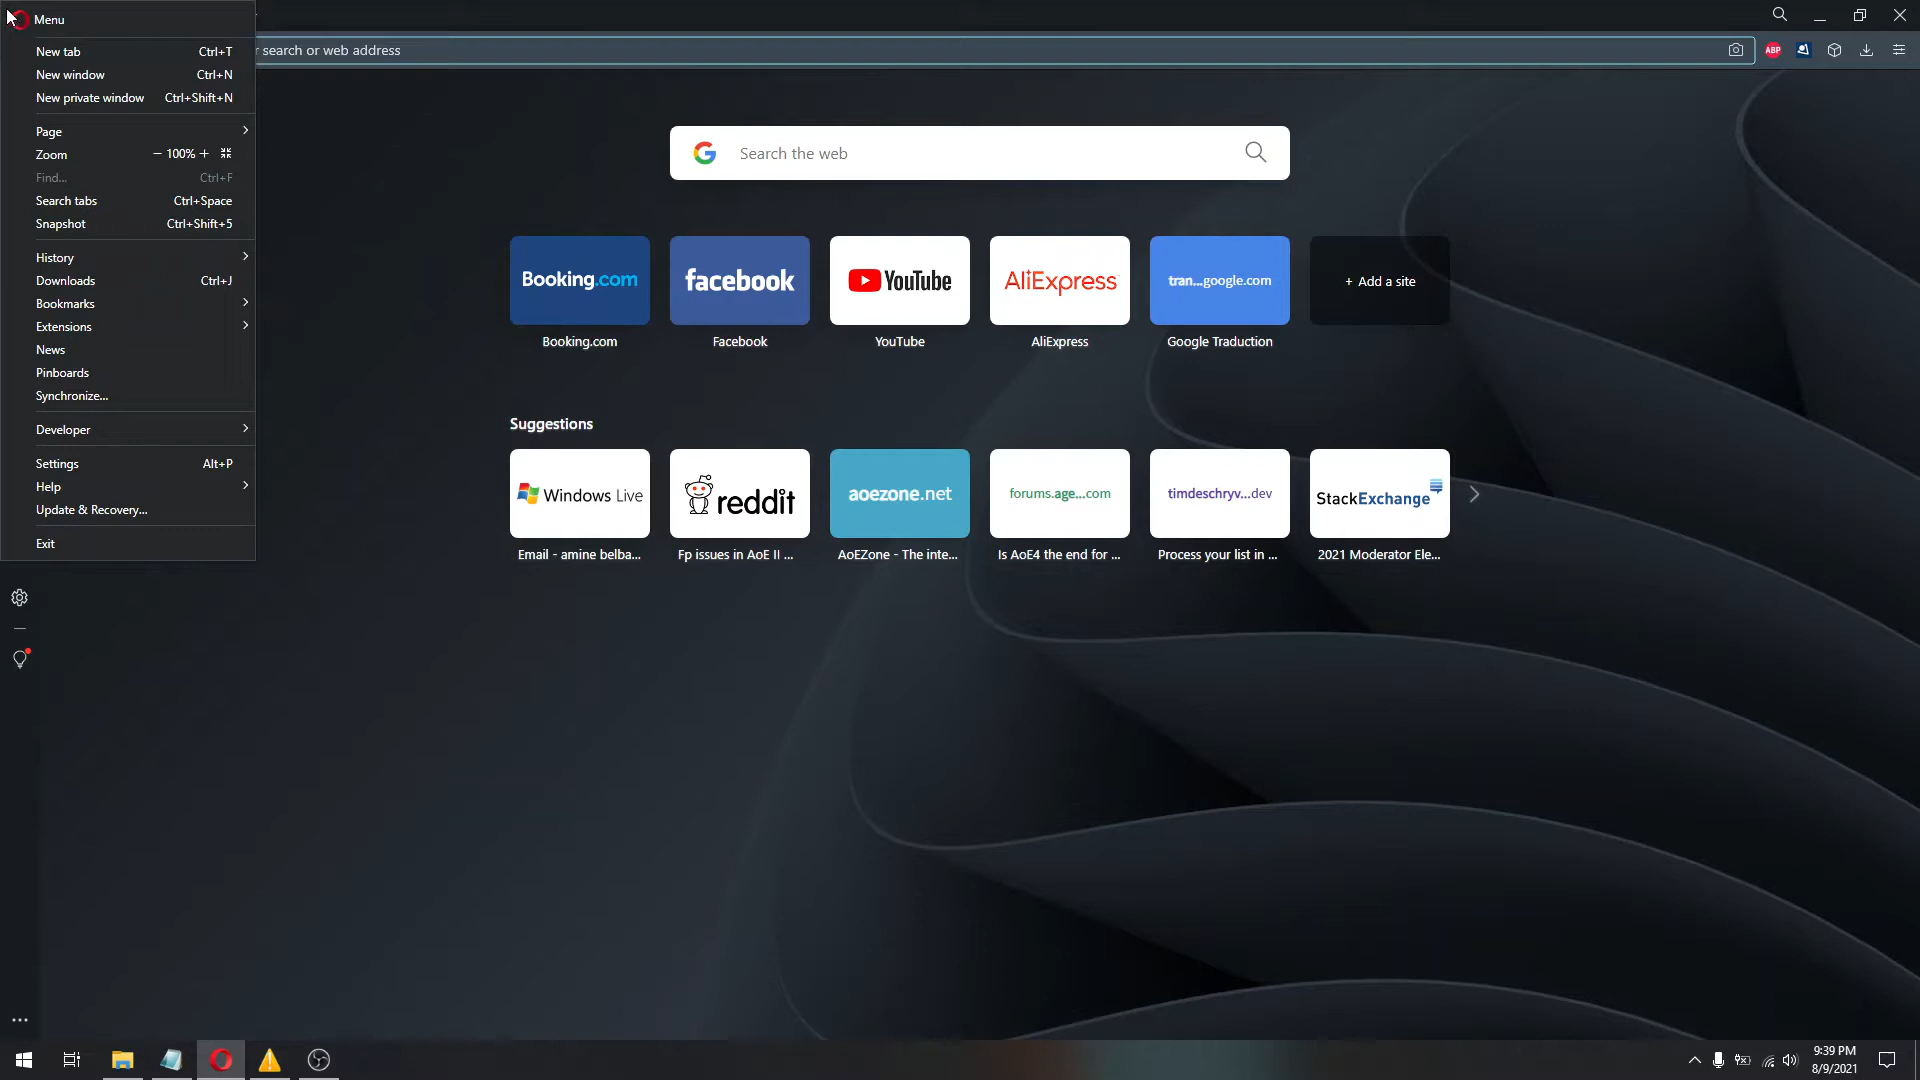 Menu
New tab Ctrl+T
New window Ctrl+N
New private window Ctrl+Shift+N
Page
Zoom − 100% +
Find... Ctrl+F
Search tabs Ctrl+Space
Snapshot Ctrl+Shift+5
History
Downloads Ctrl+J
Bookmarks
Extensions
News
Pinboards
Synchronize...
Developer
Settings Alt+P
Help
Update & Recovery...
Exit
r search or web address
ABP
Search the web
Booking.com
facebook
YouTube
AliExpress
tran...google.com
+ Add a site
Booking.com
Facebook
YouTube
AliExpress
Google Traduction
Suggestions
Windows Live
reddit
aoezone.net
forums.age...com
timdeschryv...dev
StackExchange
Email - amine belba...
Fp issues in AoE II ...
AoEZone - The inte...
Is AoE4 the end for ...
Process your list in ...
2021 Moderator Ele...
9:39 PM
8/9/2021